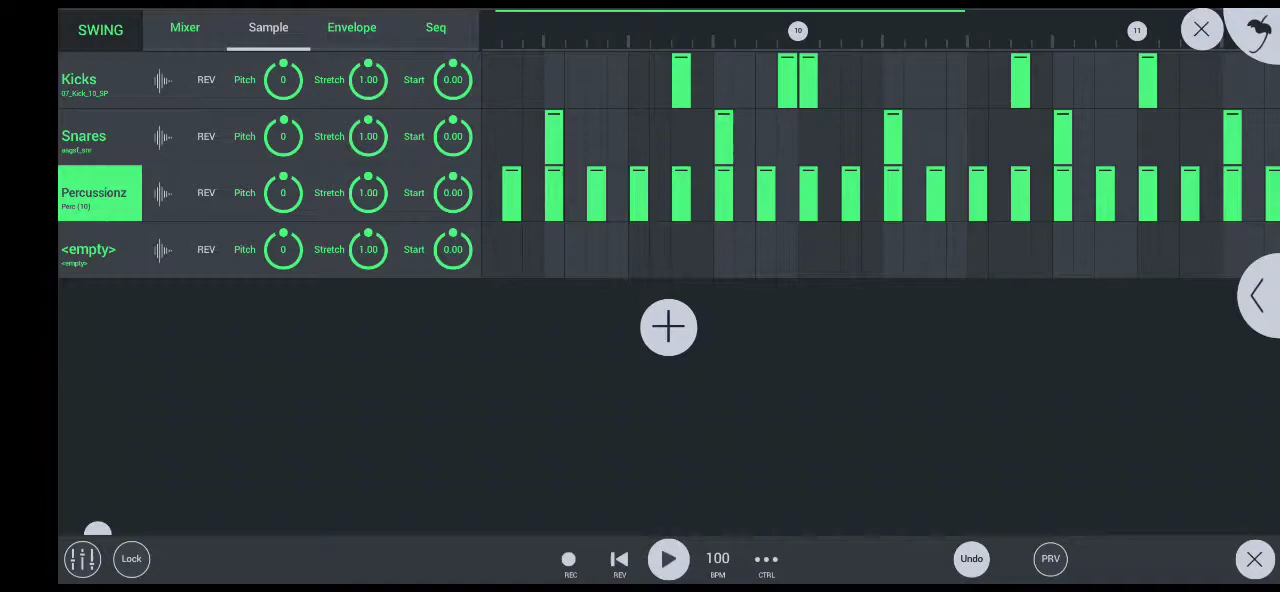 SWING Mixer Sample Envelope Seq
10 11
Kicks REV Pitch 0 Stretch 1.00 Start 0.00
07_Kick_10_SP
Snares REV Pitch 0 Stretch 1.00 Start 0.00
aagsf_snr
Percussionz REV Pitch 0 Stretch 1.00 Start 0.00
Perc (10)
<empty> REV Pitch 0 Stretch 1.00 Start 0.00
<empty>
Lock 100 Undo PRV
REC REV BPM CTRL